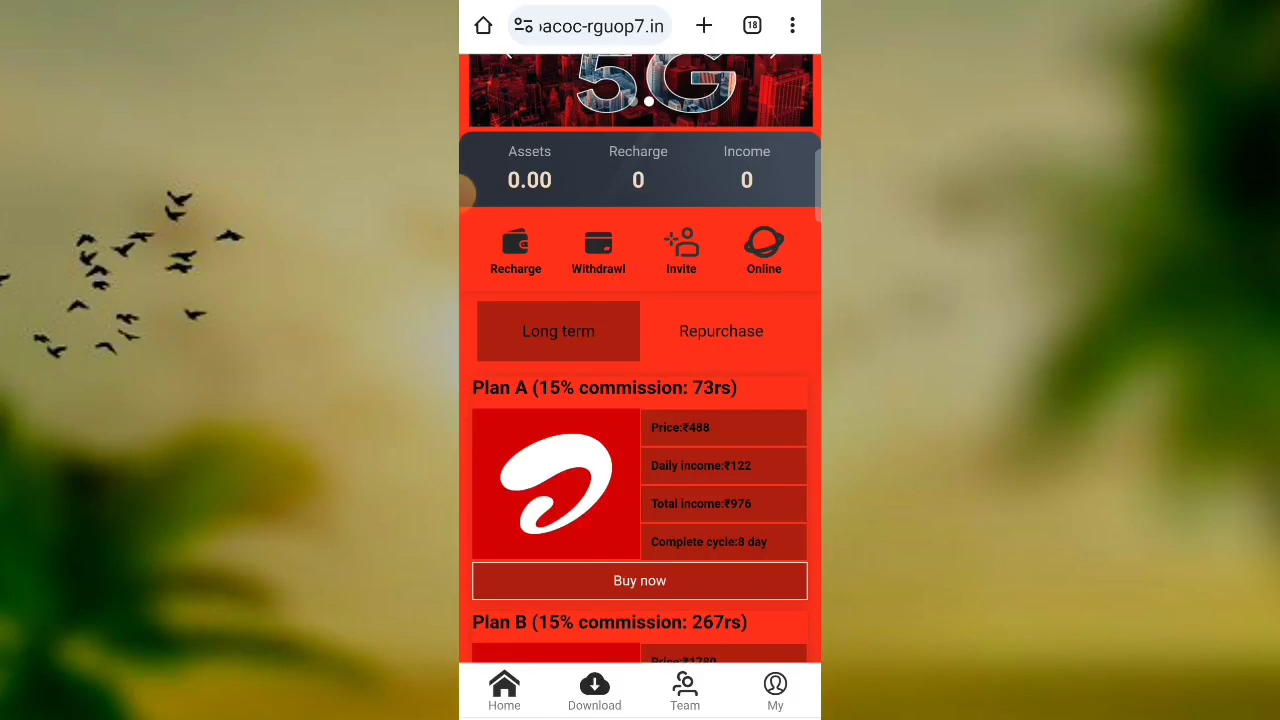 acoc-rguop7.in
18
5G
Assets Recharge Income
0.00 0 0
Recharge Withdrawl Invite Online
Long term Repurchase
Plan A (15% commission: 73rs)
Price:₹488
Daily income:₹122
Total income:₹976
Complete cycle:8 day
Buy now
Plan B (15% commission: 267rs)
Price:₹1780
Home Download Team My